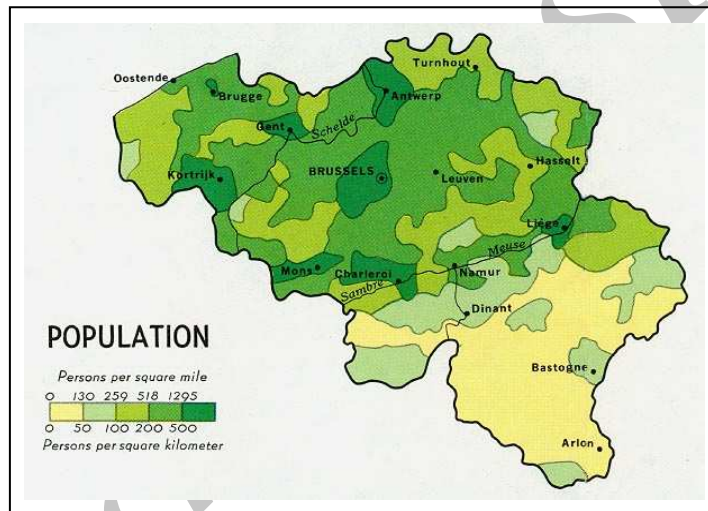 Turnhout
Oostende
Brugge
Antwerp
Gent
Schelde
Hasselt
Kortrijk
BRUSSELS
Leuven
Liége
Meuse
Mons
Charleroi
Namur
Sambre
Dinant
POPULATION
Bastogne
Persons per square mile
0 130 259 518 1295
0 50 100 200 500
Persons per square kilometer
Arlon